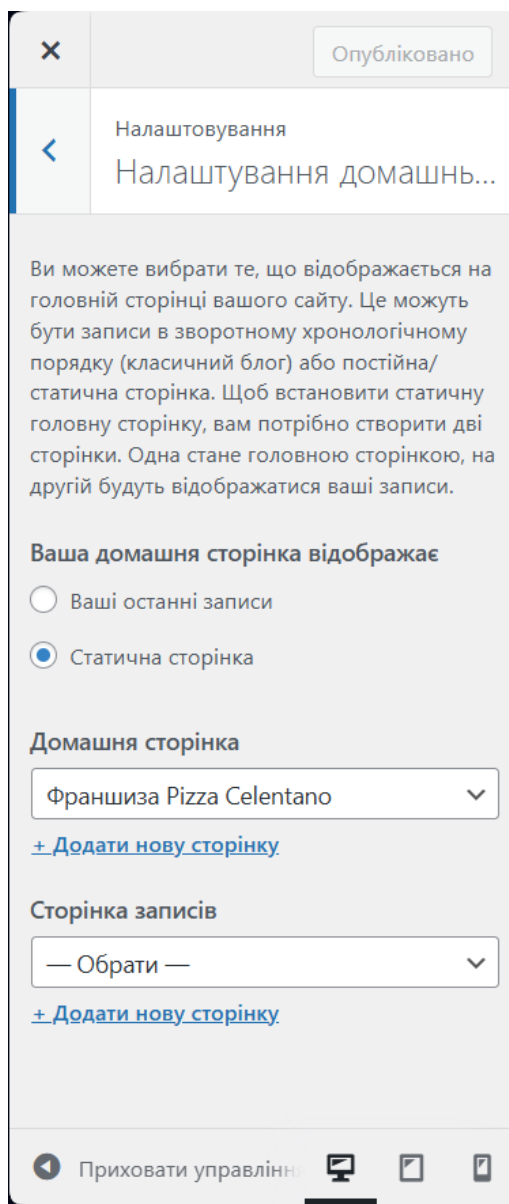 Опубліковано
Налаштовування
Налаштування домашнь...
Ви можете вибрати те, що відображається на
головній сторінці вашого сайту. Це можуть
бути записи в зворотному хронологічному
порядку (класичний блог) або постійна/
статична сторінка. Щоб встановити статичну
головну сторінку, вам потрібно створити дві
сторінки. Одна стане головною сторінкою, на
другій будуть відображатися ваші записи.
Ваша домашня сторінка відображає
Ваші останні записи
Статична сторінка
Домашня сторінка
Франшиза Pizza Celentano
+ Додати нову сторінку
Сторінка записів
— Обрати —
+ Додати нову сторінку
Приховати управлінн